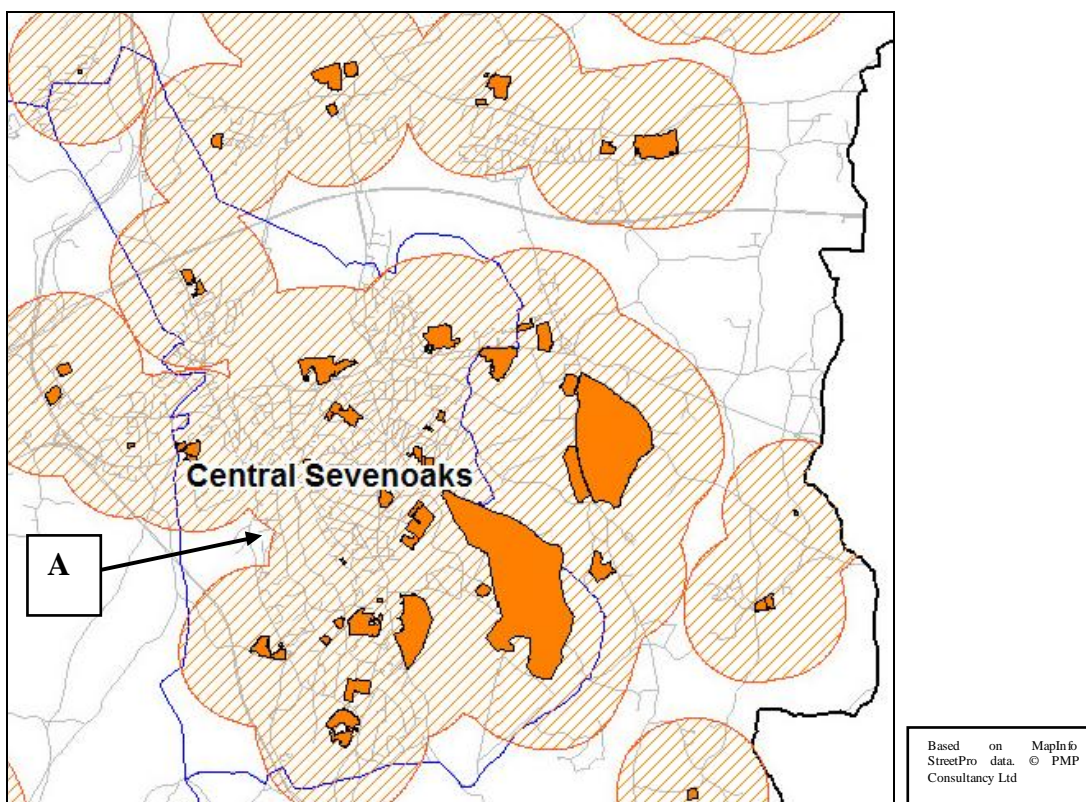 Central Sevenoaks
A
Based on MapInfo
StreetPro data. © PMP
Consultancy Ltd